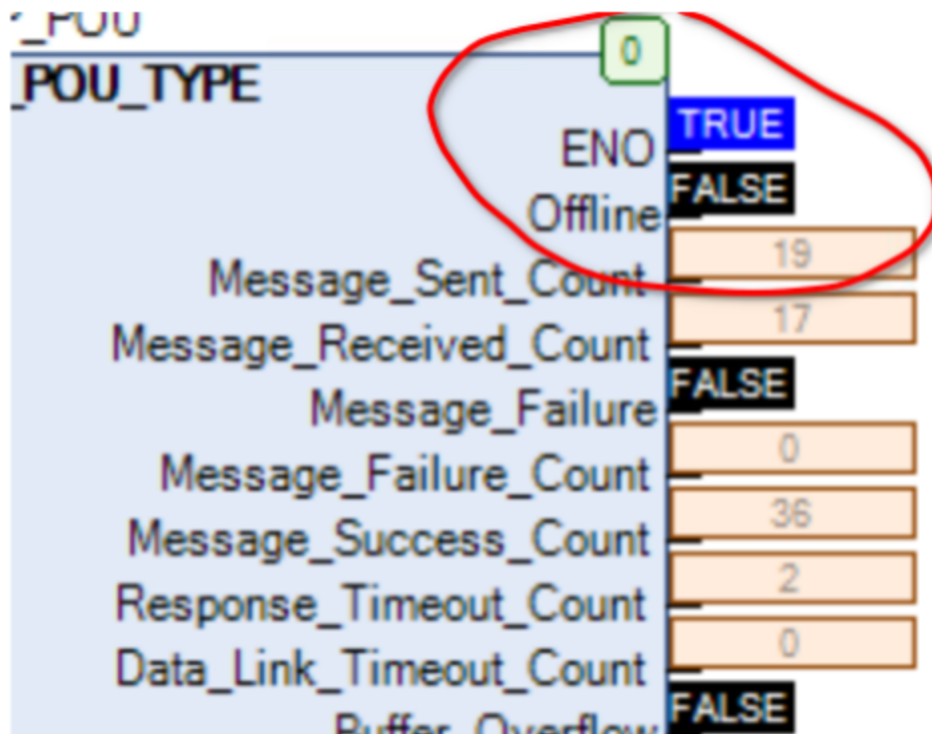 _POU
0
_POU_TYPE
ENO TRUE
Offline FALSE
Message_Sent_Count 19
Message_Received_Count 17
Message_Failure FALSE
Message_Failure_Count 0
Message_Success_Count 36
Response_Timeout_Count 2
Data_Link_Timeout_Count 0
Buffer_Overflow FALSE